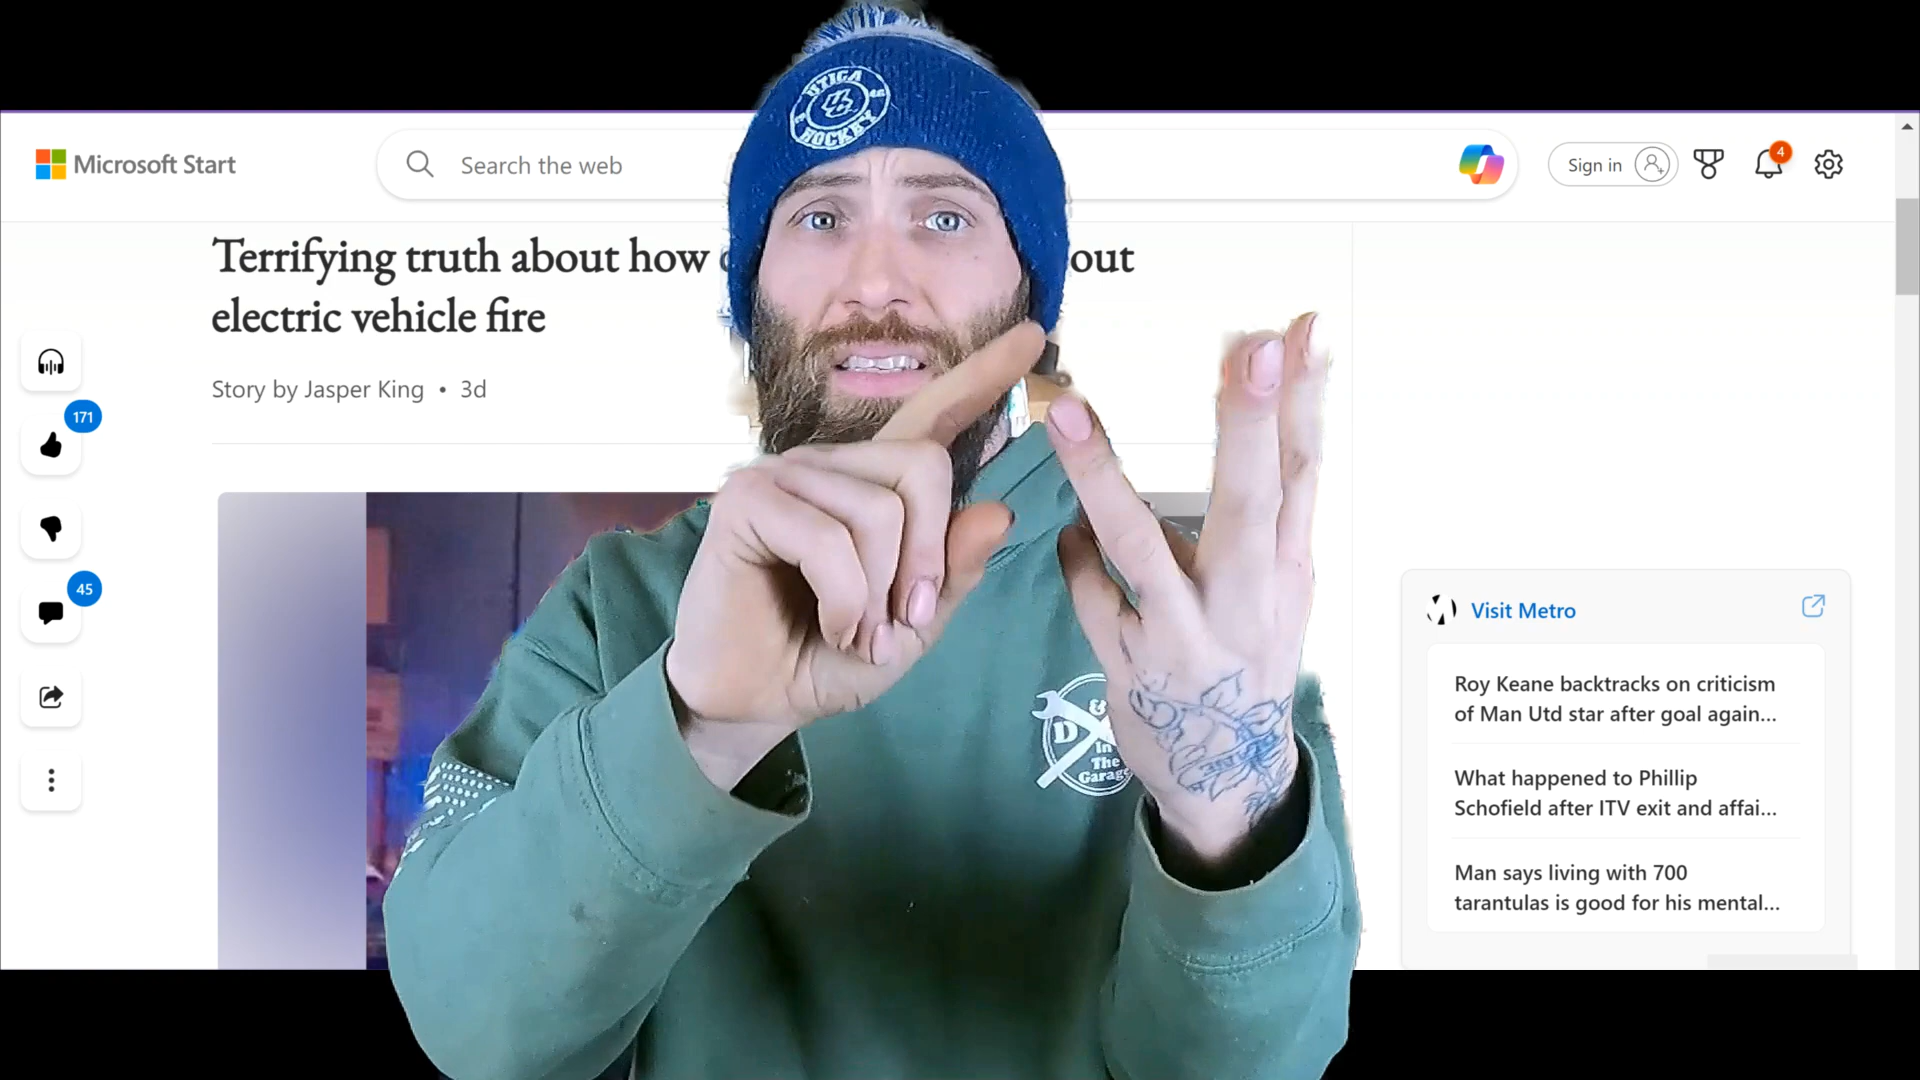 UTICA
HOCKEY
Microsoft Start
Search the web
Sign in
4
Terrifying truth about how
out
electric vehicle fire
Story by Jasper King • 3d
171
45
Visit Metro
Roy Keane backtracks on criticism
of Man Utd star after goal again...
What happened to Phillip
Schofield after ITV exit and affai...
Man says living with 700
tarantulas is good for his mental...
&
D
In
The
Garage